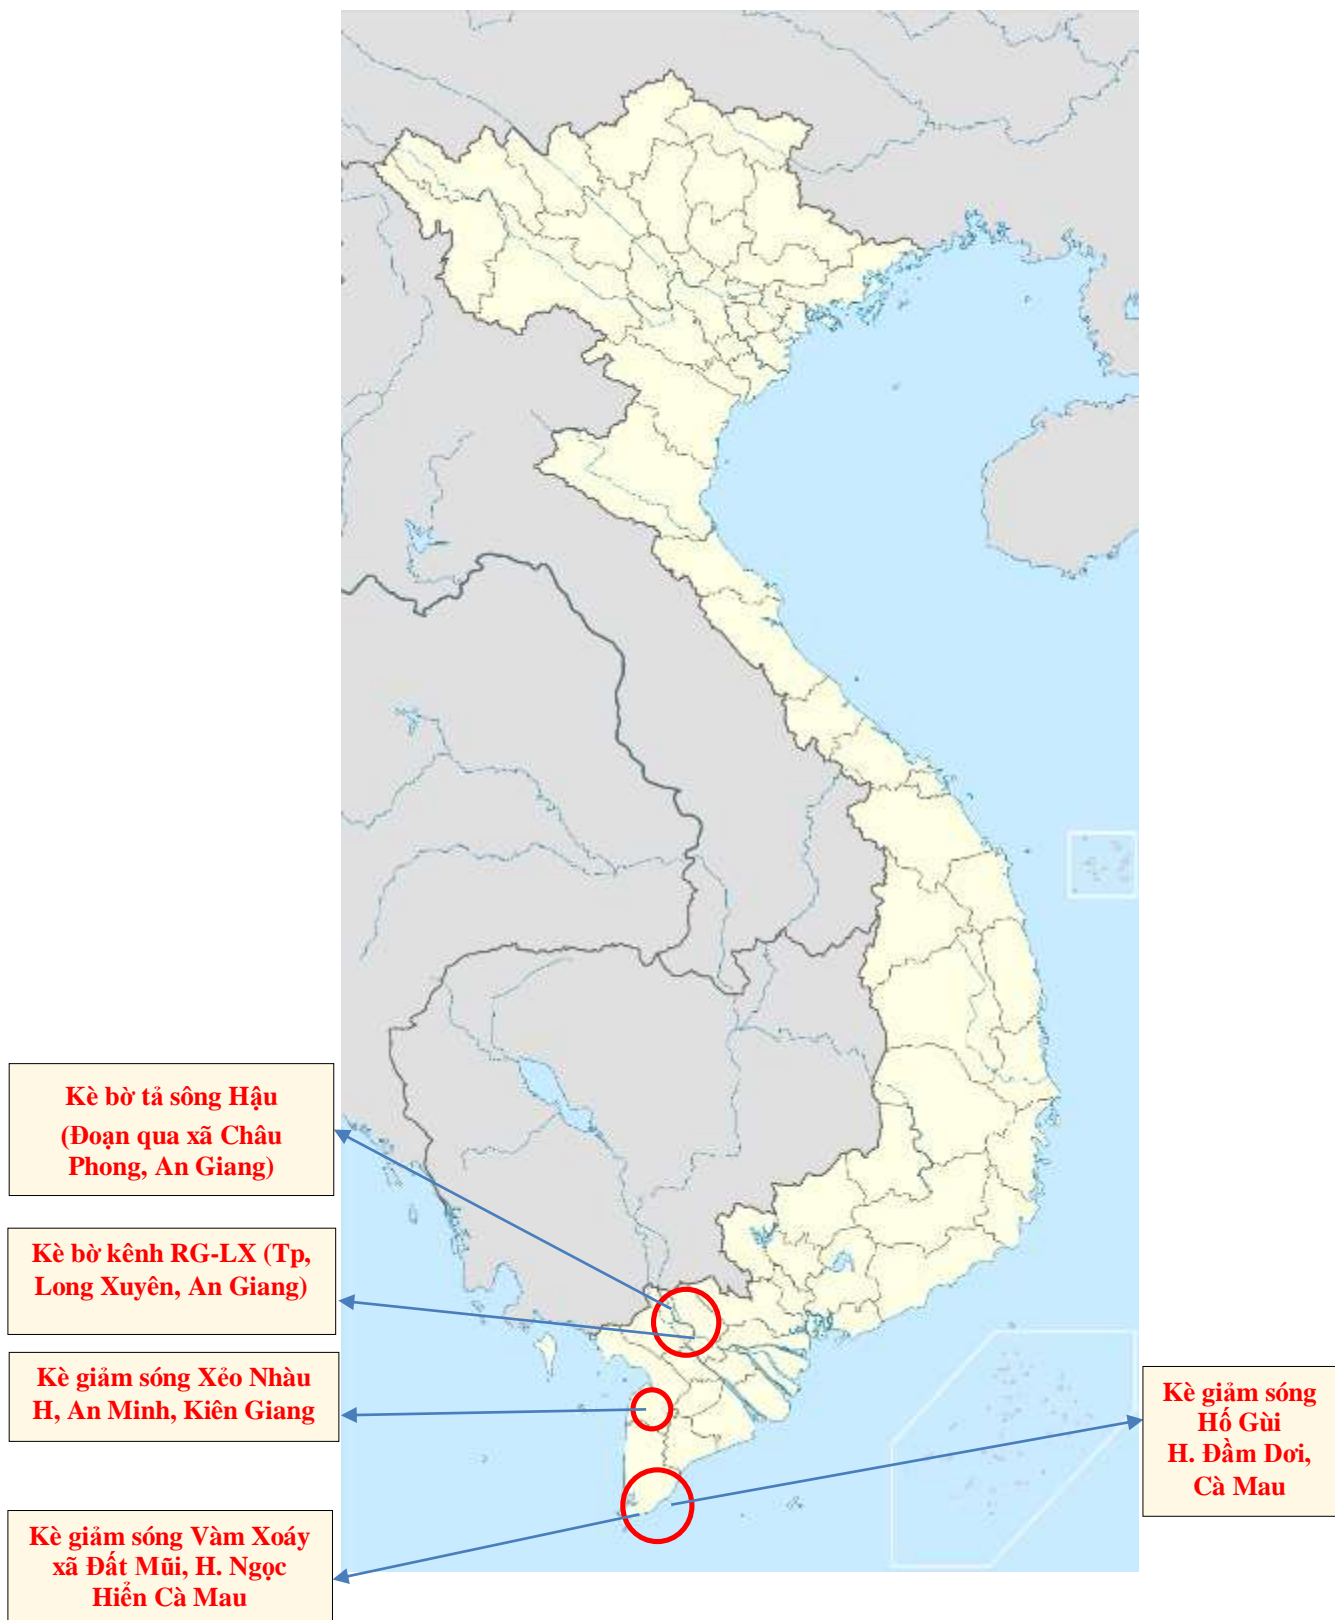 Kè bờ tả sông Hậu
(Đoạn qua xã Châu
Phong, An Giang)
Kè bờ kênh RG-LX (Tp,
Long Xuyên, An Giang)
Kè giảm sóng Xẻo Nhàu
H, An Minh, Kiên Giang
Kè giảm sóng Vàm Xoáy
xã Đất Mũi, H. Ngọc
Hiển Cà Mau
Kè giảm sóng
Hố Gùi
H. Đầm Dơi,
Cà Mau